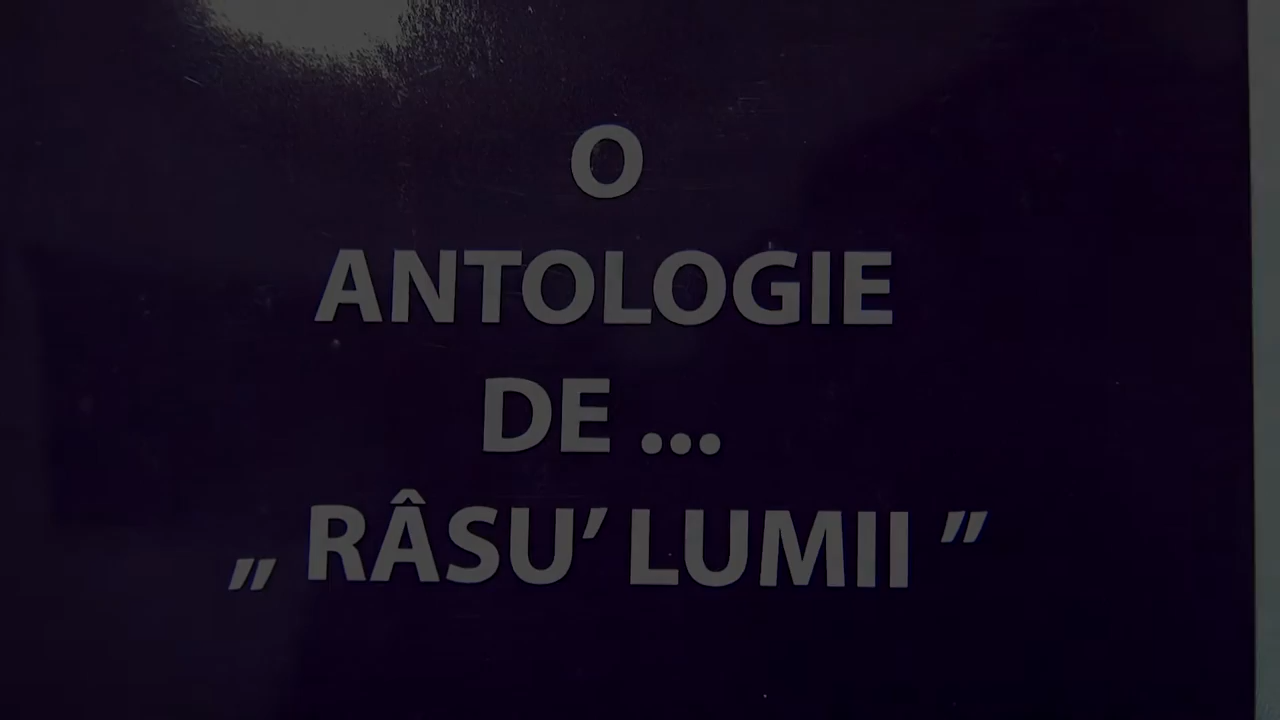 O
ANTOLOGIE
DE ...
„ RÂSU’ LUMII ”